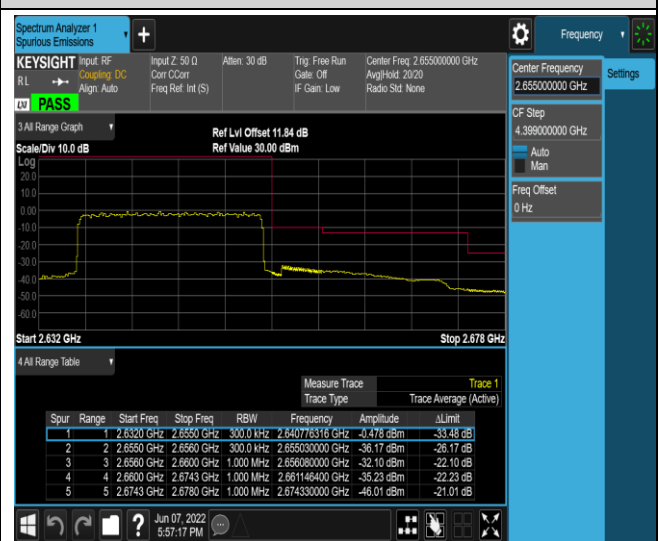 Spectrum Analyzer 1
Spurious Emissions
Frequency
KEYSIGHT Input: RF
R L
Coupling: DC
Align: Auto
LXI PASS
Input Z: 50 Ω
Corr CCorr
Freq Ref: Int (S)
Atten: 30 dB
Trig: Free Run
Gate: Off
IF Gain: Low
Center Freq: 2.655000000 GHz
Avg|Hold: 20/20
Radio Std: None
Center Frequency
2.655000000 GHz
Settings
CF Step
4.399000000 GHz
Auto
Man
Freq Offset
0 Hz
3 All Range Graph
Scale/Div 10.0 dB
Ref Lvl Offset 11.84 dB
Ref Value 30.00 dBm
Log
20.0
10.0
0.00
-10.0
-20.0
-30.0
-40.0
-50.0
-60.0
Start 2.632 GHz
Stop 2.678 GHz
4 All Range Table
Measure Trace Trace 1
Trace Type Trace Average (Active)
Spur Range Start Freq Stop Freq RBW Frequency Amplitude ΔLimit
1 1 2.6320 GHz 2.6550 GHz 300.0 kHz 2.640776316 GHz -0.478 dBm -33.48 dB
2 2 2.6550 GHz 2.6560 GHz 300.0 kHz 2.655030000 GHz -36.17 dBm -26.17 dB
3 3 2.6560 GHz 2.6600 GHz 1.000 MHz 2.656080000 GHz -32.10 dBm -22.10 dB
4 4 2.6600 GHz 2.6743 GHz 1.000 MHz 2.661146400 GHz -35.23 dBm -22.23 dB
5 5 2.6743 GHz 2.6780 GHz 1.000 MHz 2.674330000 GHz -46.01 dBm -21.01 dB
Jun 07, 2022
5:57:17 PM